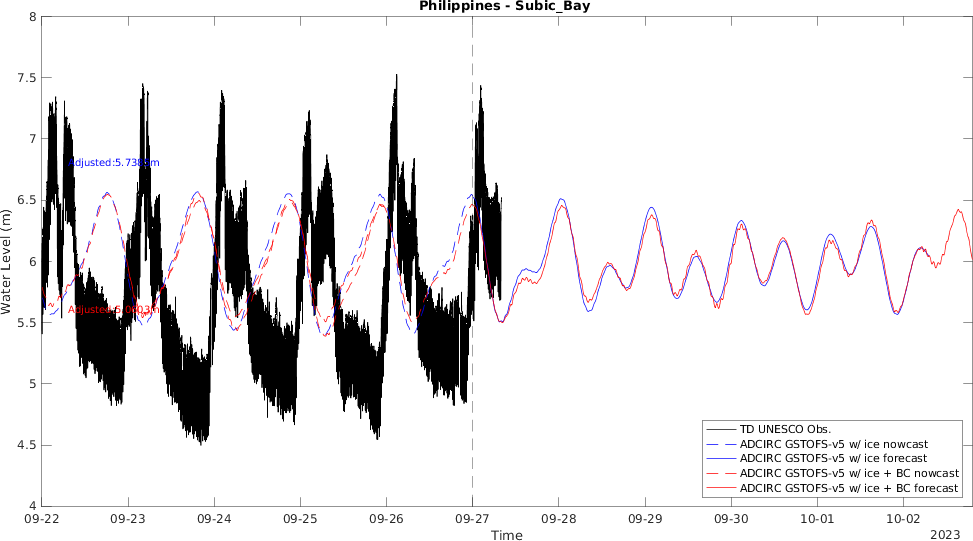 Philippines - Subic_Bay
8
7.5
7
6.5
6
5.5
5
4.5
4
Water Level (m)
Adjusted:
TD UNESCO Obs.
ADCIRC GSTOFS-v5 w/ ice nowcast
ADCIRC GSTOFS-v5 w/ ice forecast
ADCIRC GSTOFS-v5 w/ ice + BC nowcast
ADCIRC GSTOFS-v5 w/ ice + BC forecast
09-22 09-23 09-24 09-25 09-26 09-27 09-28 09-29 09-30 10-01 10-02
Time
2023